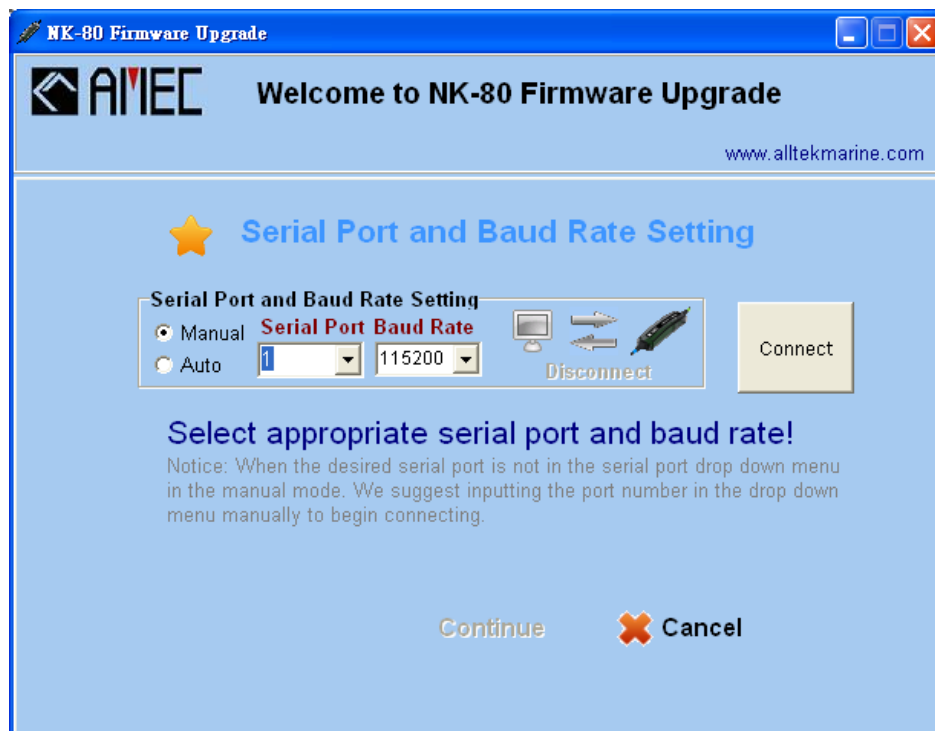 NK-80 Firmware Upgrade
AMEC
Welcome to NK-80 Firmware Upgrade
www.alltekmarine.com
Serial Port and Baud Rate Setting
Serial Port and Baud Rate Setting
Manual
Serial Port Baud Rate
Auto
1
115200
Disconnect
Connect
Select appropriate serial port and baud rate!
Notice: When the desired serial port is not in the serial port drop down menu
in the manual mode. We suggest inputting the port number in the drop down
menu manually to begin connecting.
Continue
Cancel